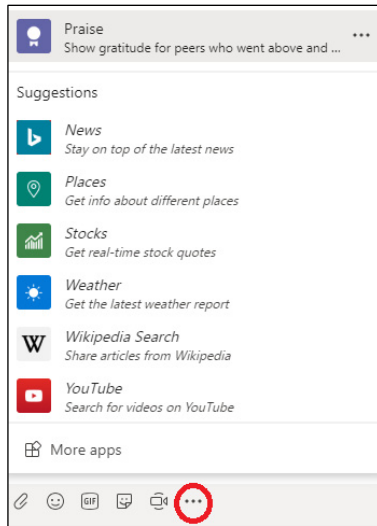 Praise
Show gratitude for peers who went above and ...
Suggestions
News
Stay on top of the latest news
Places
Get info about different places
Stocks
Get real-time stock quotes
Weather
Get the latest weather report
W
Wikipedia Search
Share articles from Wikipedia
YouTube
Search for videos on YouTube
More apps
GIF